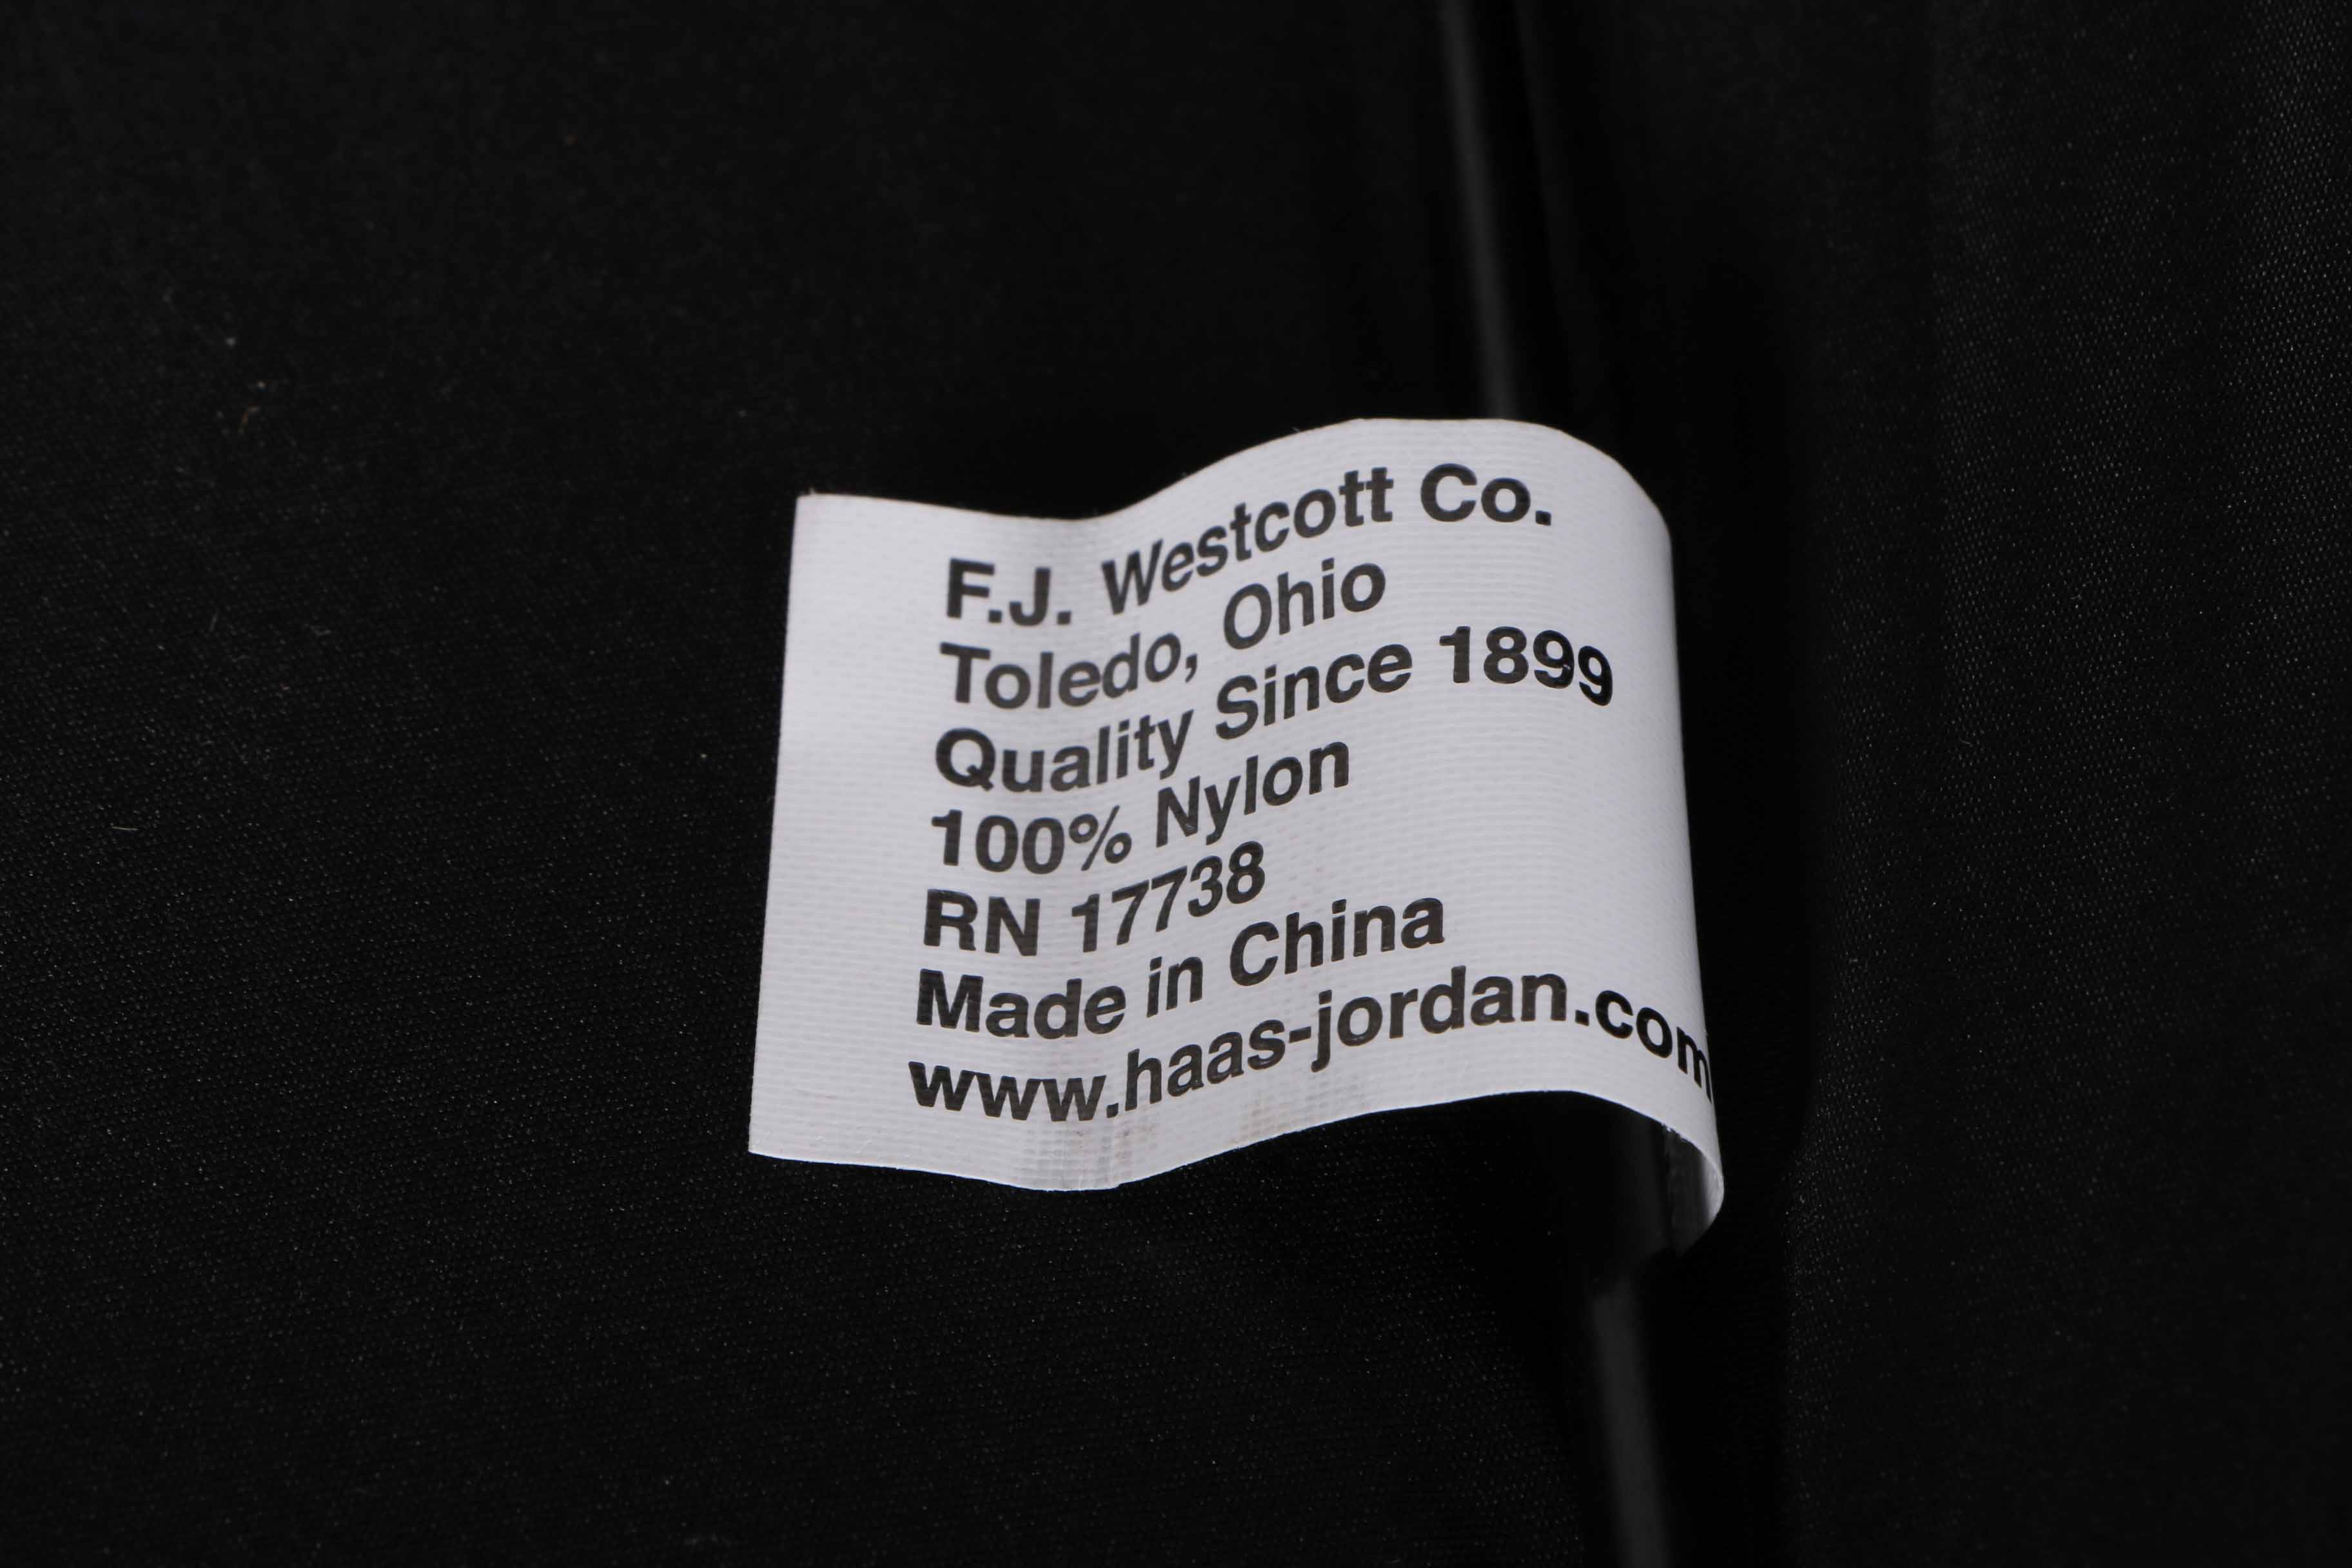 F.J. Westcott Co.
Toledo, Ohio
Quality Since 1899
100% Nylon
RN 17738
Made in China
www.haas-jordan.com